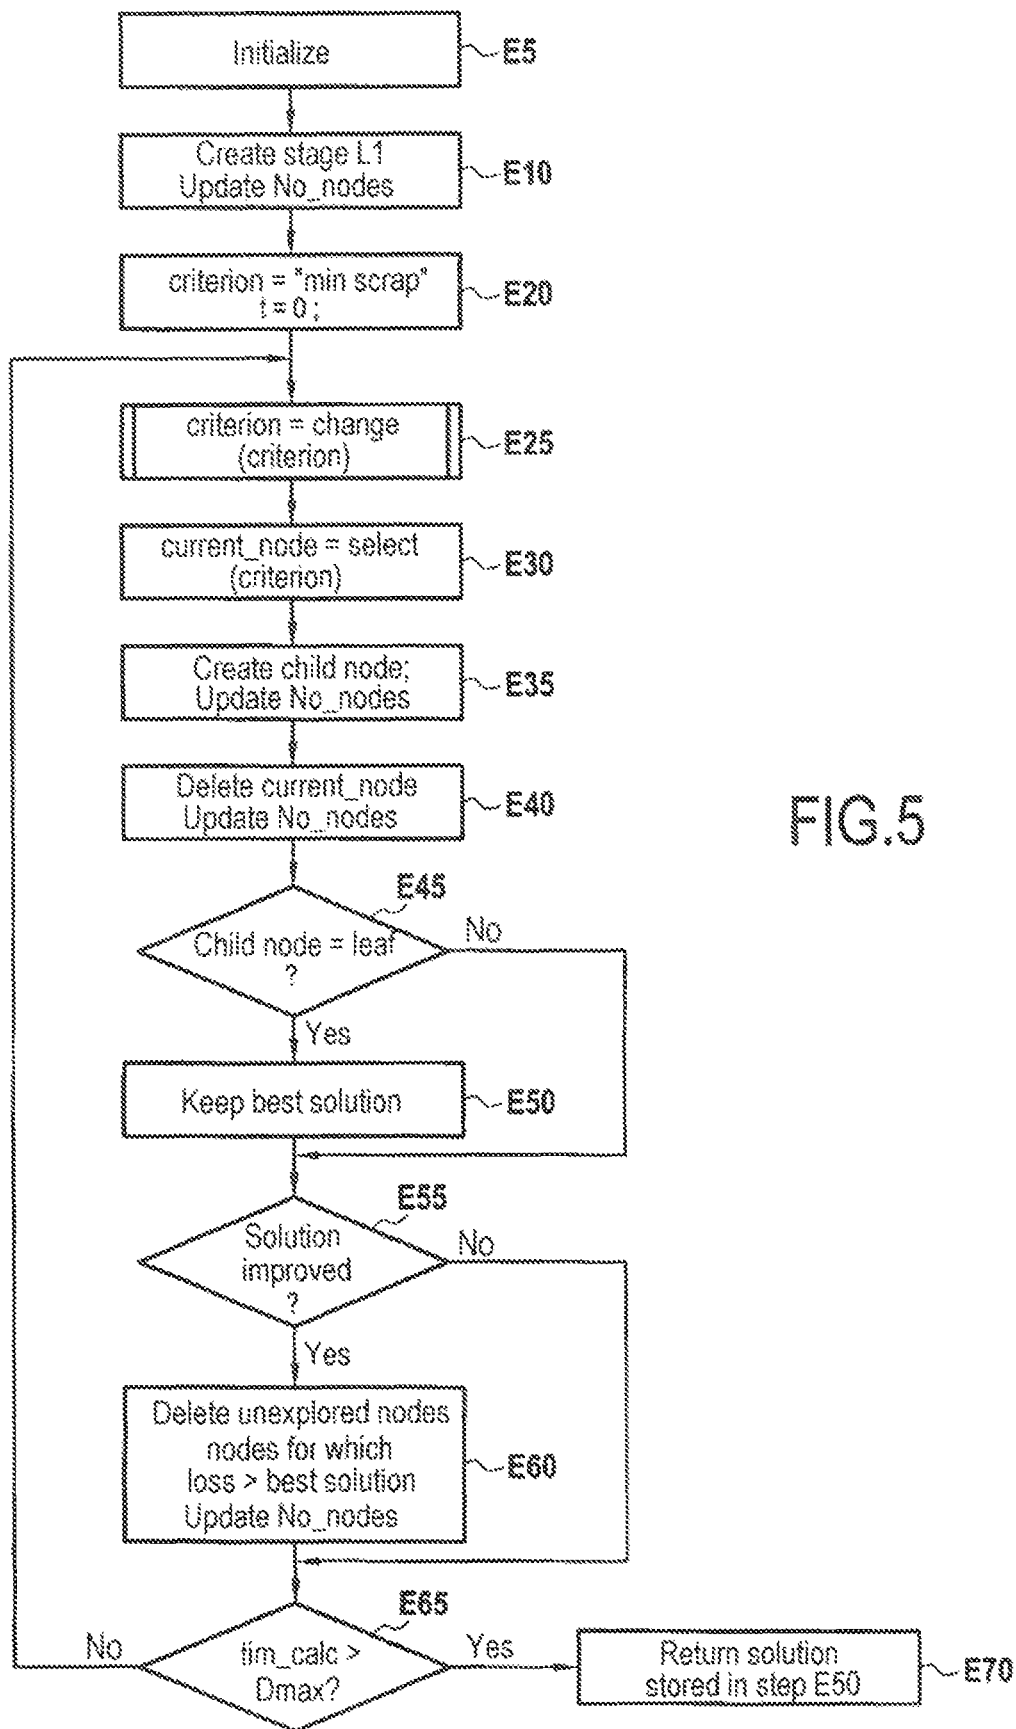 Initialize
E5
Create stage L1
Update No_nodes
E10
criterion = "min scrap"
t = 0 ;
E20
criterion = change
(criterion)
E25
current_node = select
(criterion)
E30
Create child node;
Update No_nodes
E35
Delete current_node
Update No_nodes
E40
FIG.5
E45
Child node = leaf
?
No
Yes
Keep best solution
E50
E55
Solution
improved
?
No
Yes
Delete unexplored nodes
nodes for which
loss > best solution
Update No_nodes
E60
E65
tim_calc >
Dmax?
No
Yes
Return solution
stored in step E50
E70